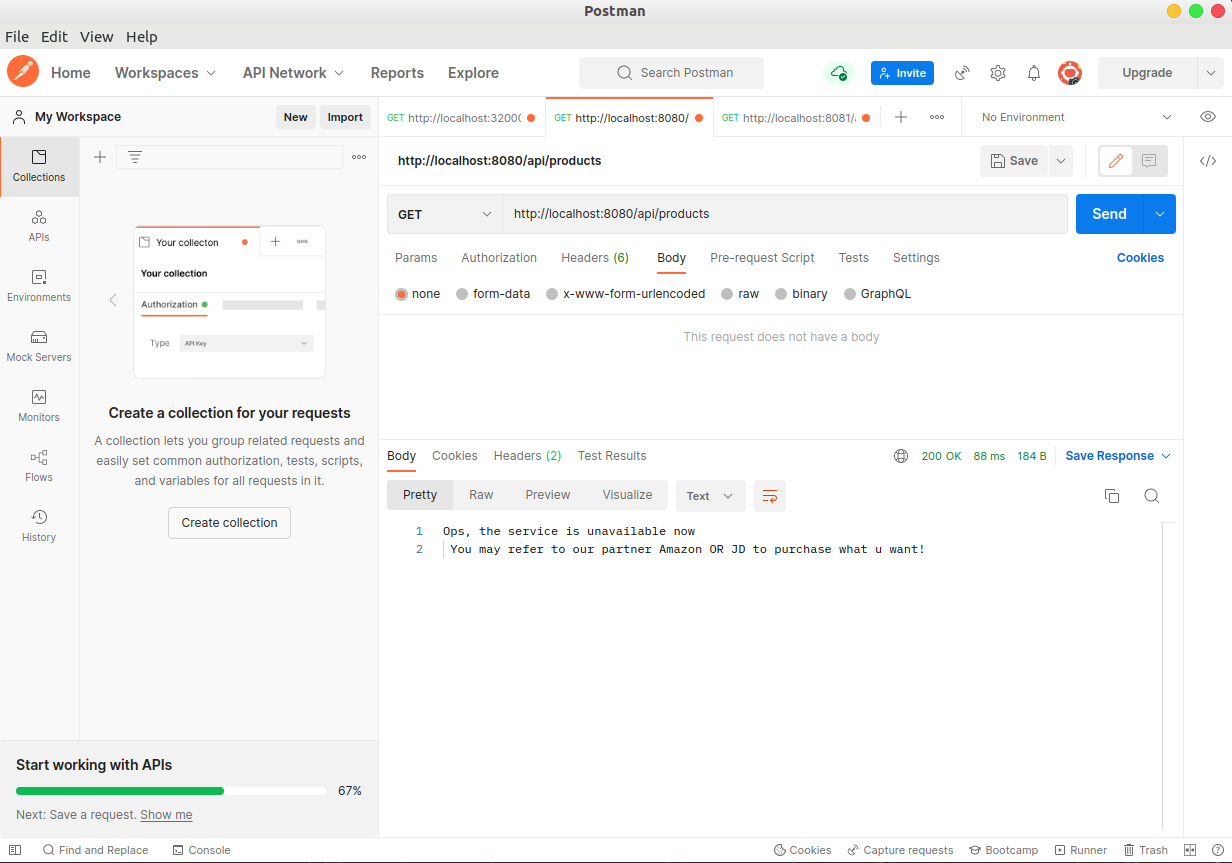 Postman
File Edit View Help
Home Workspaces API Network Reports Explore Search Postman Invite Upgrade
My Workspace New Import
GET http://localhost:3200 GET http://localhost:8080/ GET http://localhost:8081/ No Environment
Collections
APIs
Environments
Mock Servers
Monitors
Flows
History
Your collecton
Your collection
Authorization
Type API Key
Create a collection for your requests
A collection lets you group related requests and
easily set common authorization, tests, scripts,
and variables for all requests in it.
Create collection
Start working with APIs
67%
Next: Save a request. Show me
http://localhost:8080/api/products Save
GET http://localhost:8080/api/products Send
Params Authorization Headers (6) Body Pre-request Script Tests Settings Cookies
none form-data x-www-form-urlencoded raw binary GraphQL
This request does not have a body
Body Cookies Headers (2) Test Results 200 OK 88 ms 184 B Save Response
Pretty Raw Preview Visualize Text
1 Ops, the service is unavailable now
2 You may refer to our partner Amazon OR JD to purchase what u want!
Find and Replace Console Cookies Capture requests Bootcamp Runner Trash